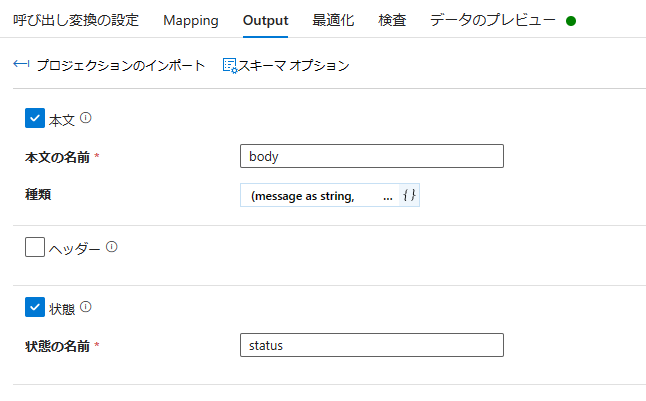 呼び出し変換の設定 Mapping Output 最適化 検査 データのプレビュー
プロジェクションのインポート スキーマ オプション
本文
本文の名前 * body
種類 (message as string, ... {}
ヘッダー
状態
状態の名前 * status